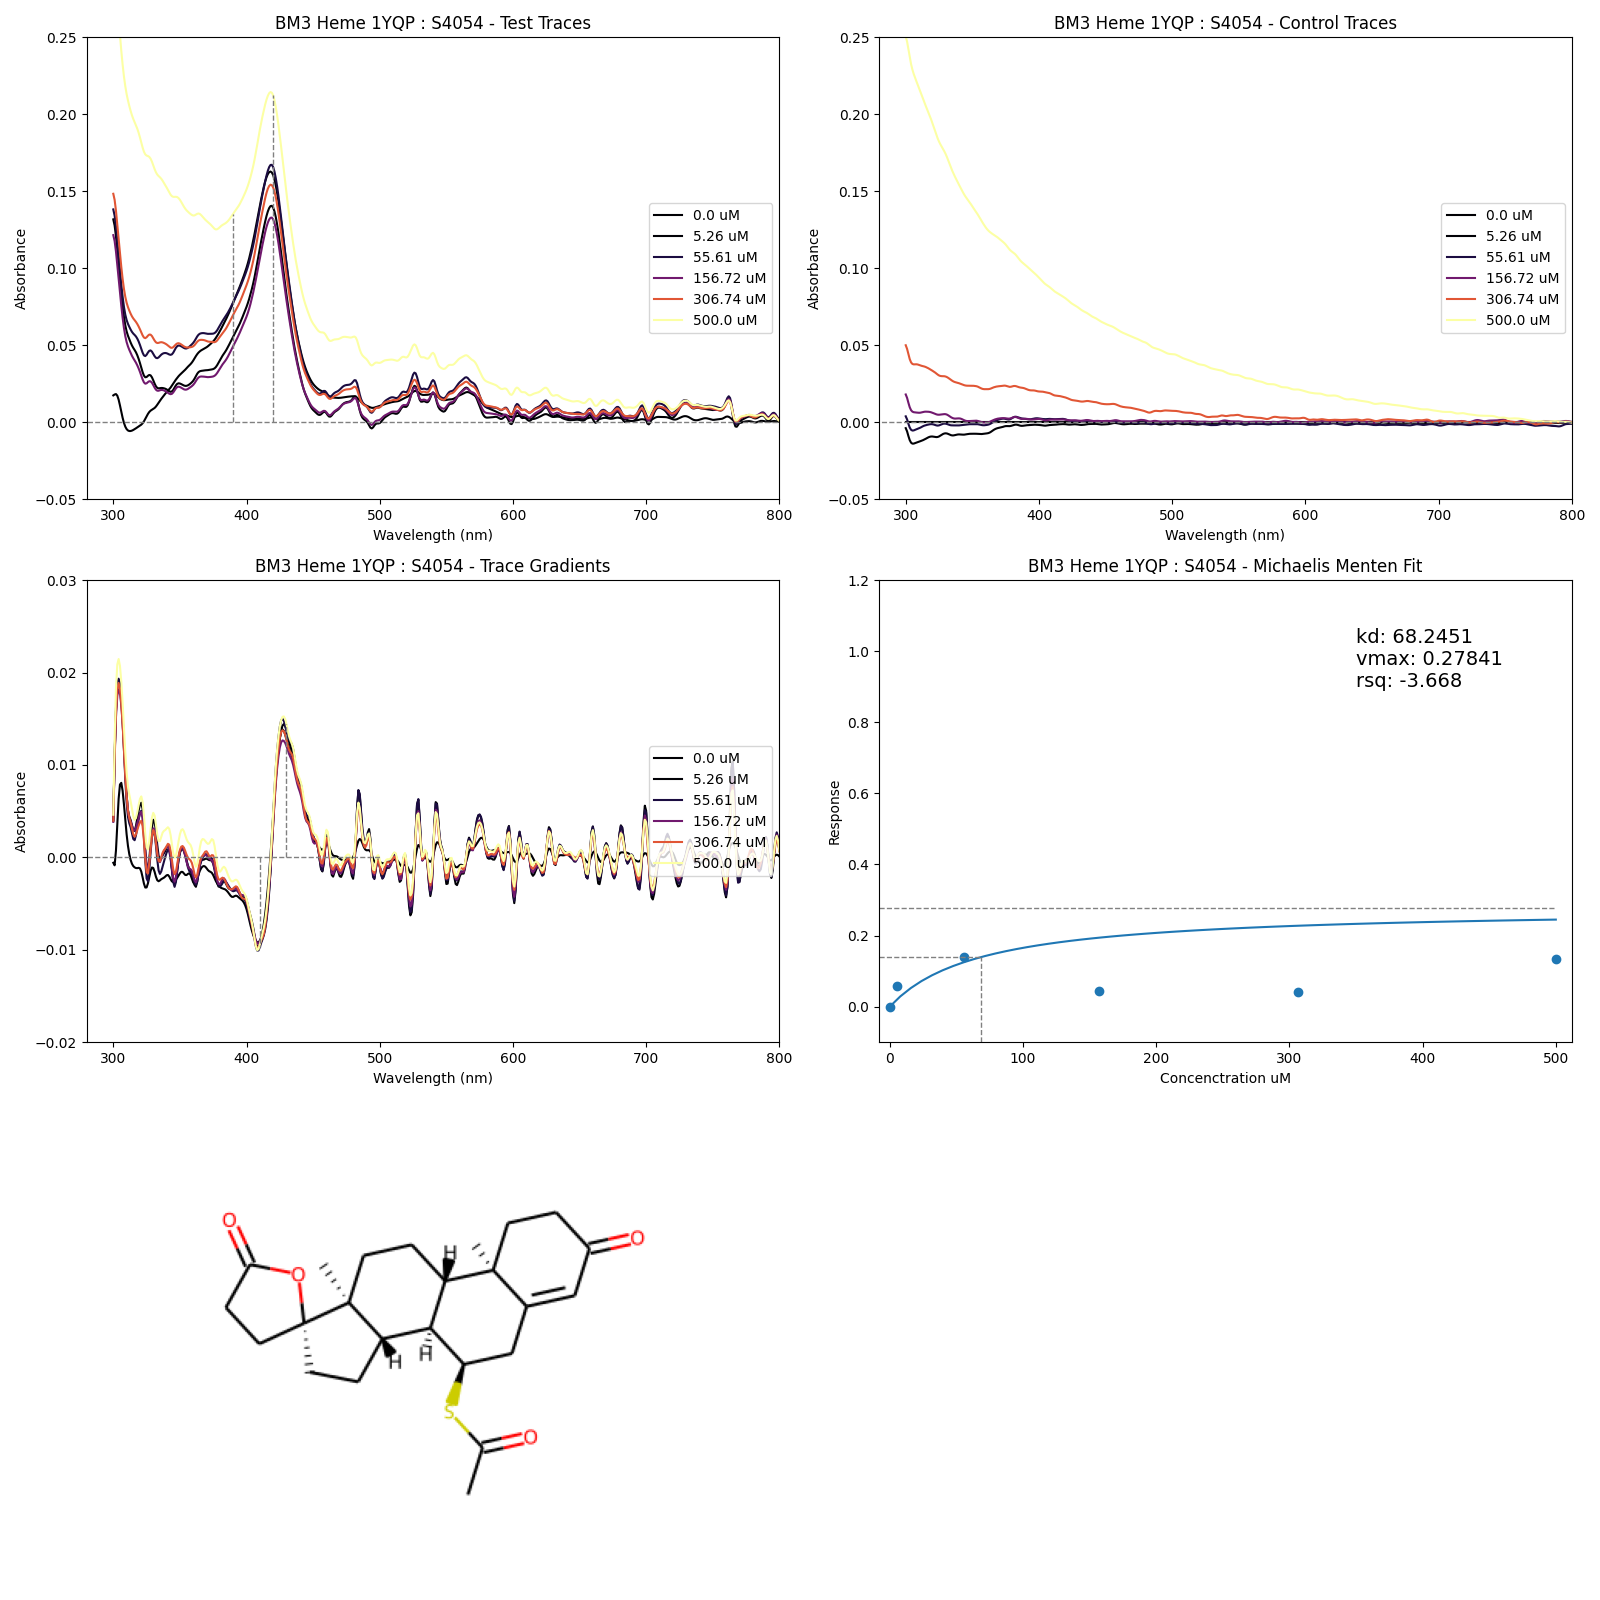 BM3 Heme 1YQP : S4054 - Test Traces
Absorbance
0.25
0.20
0.15
0.10
0.05
0.00
−0.05
0.0 uM
5.26 uM
55.61 uM
156.72 uM
306.74 uM
500.0 uM
300 400 500 600 700 800
Wavelength (nm)
BM3 Heme 1YQP : S4054 - Control Traces
Absorbance
0.25
0.20
0.15
0.10
0.05
0.00
−0.05
0.0 uM
5.26 uM
55.61 uM
156.72 uM
306.74 uM
500.0 uM
300 400 500 600 700 800
Wavelength (nm)
BM3 Heme 1YQP : S4054 - Trace Gradients
Absorbance
0.03
0.02
0.01
0.00
−0.01
−0.02
0.0 uM
5.26 uM
55.61 uM
156.72 uM
306.74 uM
500.0 uM
300 400 500 600 700 800
Wavelength (nm)
BM3 Heme 1YQP : S4054 - Michaelis Menten Fit
Response
1.2
1.0
0.8
0.6
0.4
0.2
0.0
kd: 68.2451
vmax: 0.27841
rsq: -3.668
0 100 200 300 400 500
Concenctration uM
O
O
O
H
H
H
S
O